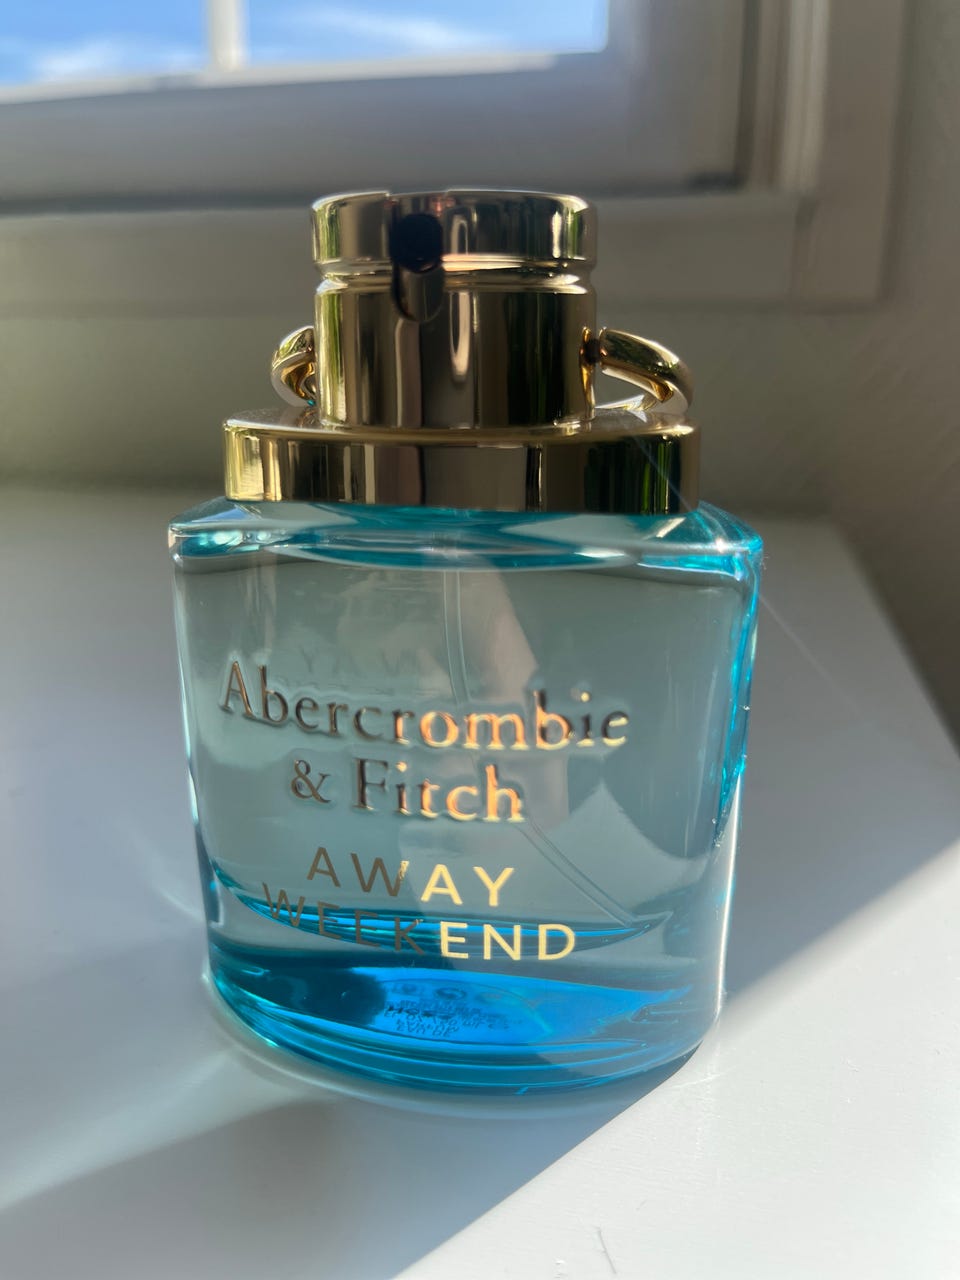 Abercrombie
& Fitch
AWAY
WEEKEND